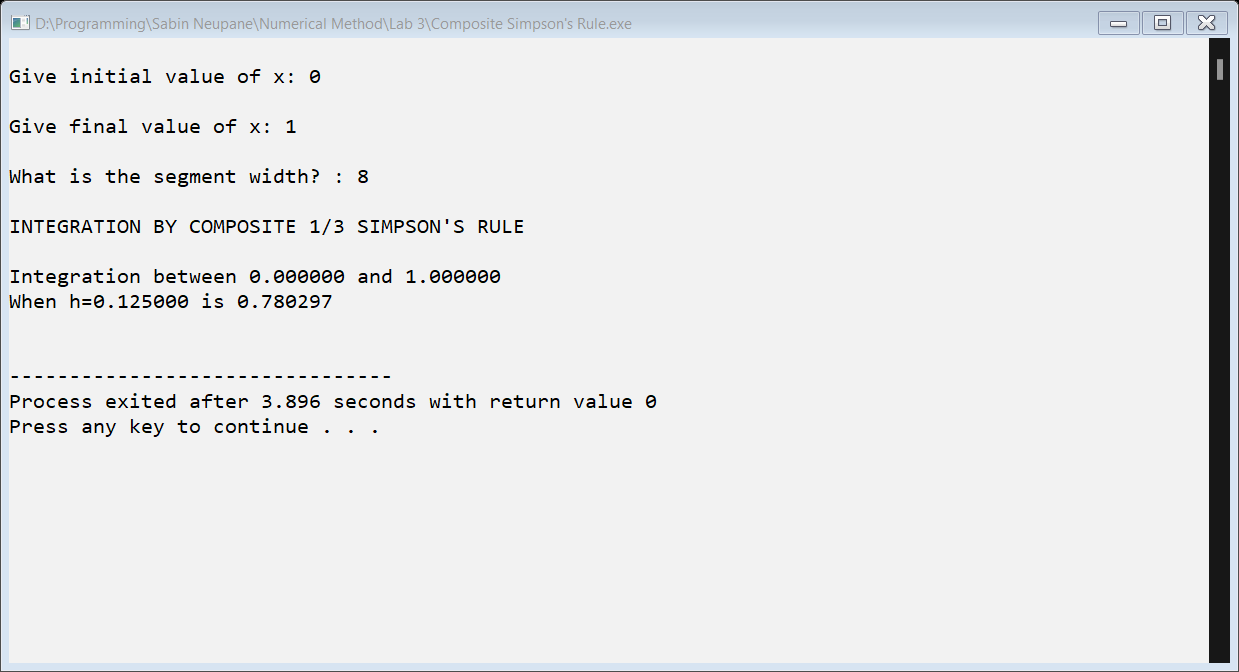 D:\Programming\Sabin Neupane\Numerical Method\Lab 3\Composite Simpson's Rule.exe
Give initial value of x: 0
Give final value of x: 1
What is the segment width? : 8
INTEGRATION BY COMPOSITE 1/3 SIMPSON'S RULE
Integration between 0.000000 and 1.000000
When h=0.125000 is 0.780297
--------------------------------
Process exited after 3.896 seconds with return value 0
Press any key to continue . . .